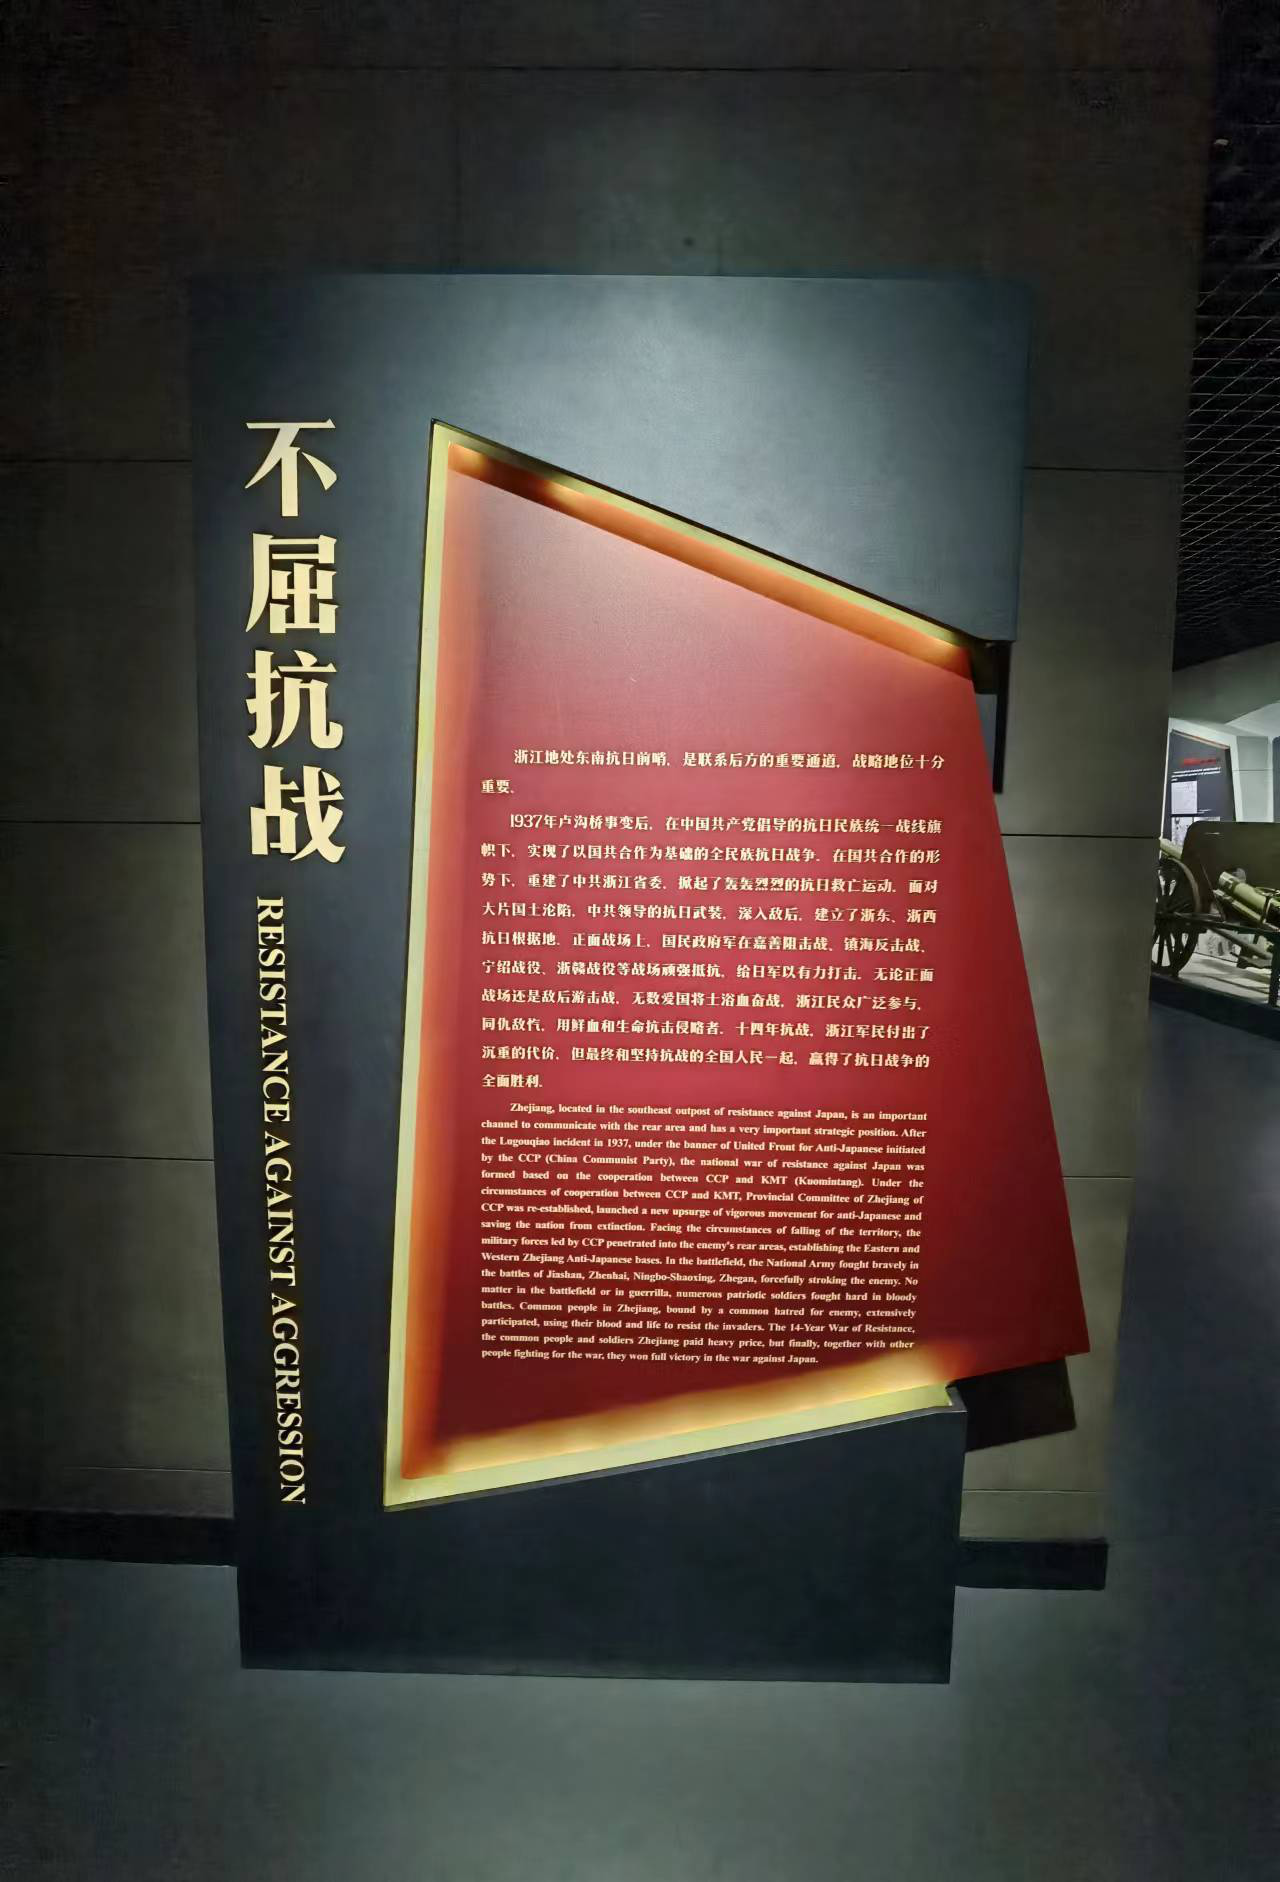 不屈抗战
RESISTANCE AGAINST AGGRESSION
浙江地处东南抗日前哨，是联系后方的重要通道，战略地位十分
重要。
1937年卢沟桥事变后，在中国共产党倡导的抗日民族统一战线旗
帜下，实现了以国共合作为基础的全民族抗日战争。在国共合作的形
势下，重建了中共浙江省委，掀起了轰轰烈烈的抗日救亡运动。面对
大片国土沦陷，中共领导的抗日武装，深入敌后，建立了浙东、浙西
抗日根据地。正面战场上，国民政府军在嘉善阻击战、镇海反击战、
宁绍战役、浙赣战役等战场顽强抵抗，给日军以有力打击。无论正面
战场还是敌后游击战，无数爱国将士浴血奋战，浙江民众广泛参与，
同仇敌忾，用鲜血和生命抗击侵略者。十四年抗战，浙江军民付出了
沉重的代价，但最终和坚持抗战的全国人民一起，赢得了抗日战争的
全面胜利。
Zhejiang, located in the southeast outpost of resistance against Japan, is an important
channel to communicate with the rear area and has a very important strategic position. After
the Lugouqiao incident in 1937, under the banner of United Front for Anti-Japanese initiated
by the CCP (China Communist Party), the national war of resistance against Japan was
formed based on the cooperation between CCP and KMT (Kuomintang). Under the
circumstances of cooperation between CCP and KMT, Provincial Committee of Zhejiang of
CCP was re-established, launched a new upsurge of vigorous movement for anti-Japanese and
saving the nation from extinction. Facing the circumstances of falling of the territory, the
military forces led by CCP penetrated into the enemy's rear areas, establishing the Eastern and
Western Zhejiang Anti-Japanese bases. In the battlefield, the National Army fought bravely in
the battles of Jiashan, Zhenhai, Ningbo-Shaoxing, Zhegan, forcefully stroking the enemy. No
matter in the battlefield or in guerrilla, numerous patriotic soldiers fought hard in bloody
battles. Common people in Zhejiang, bound by a common hatred for enemy, extensively
participated, using their blood and life to resist the invaders. The 14-Year War of Resistance,
the common people and soldiers Zhejiang paid heavy price, but finally, together with other
people fighting for the war, they won full victory in the war against Japan.